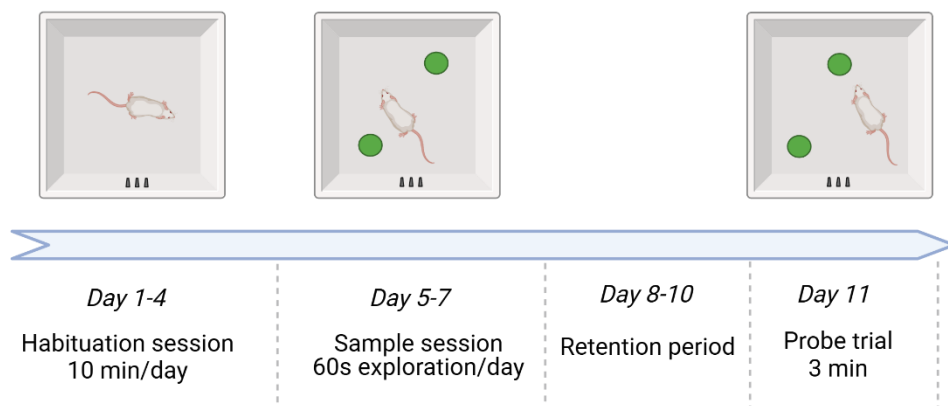 Day 1-4
Habituation session
10 min/day
Day 5-7
Sample session
60s exploration/day
Day 8-10
Retention period
Day 11
Probe trial
3 min